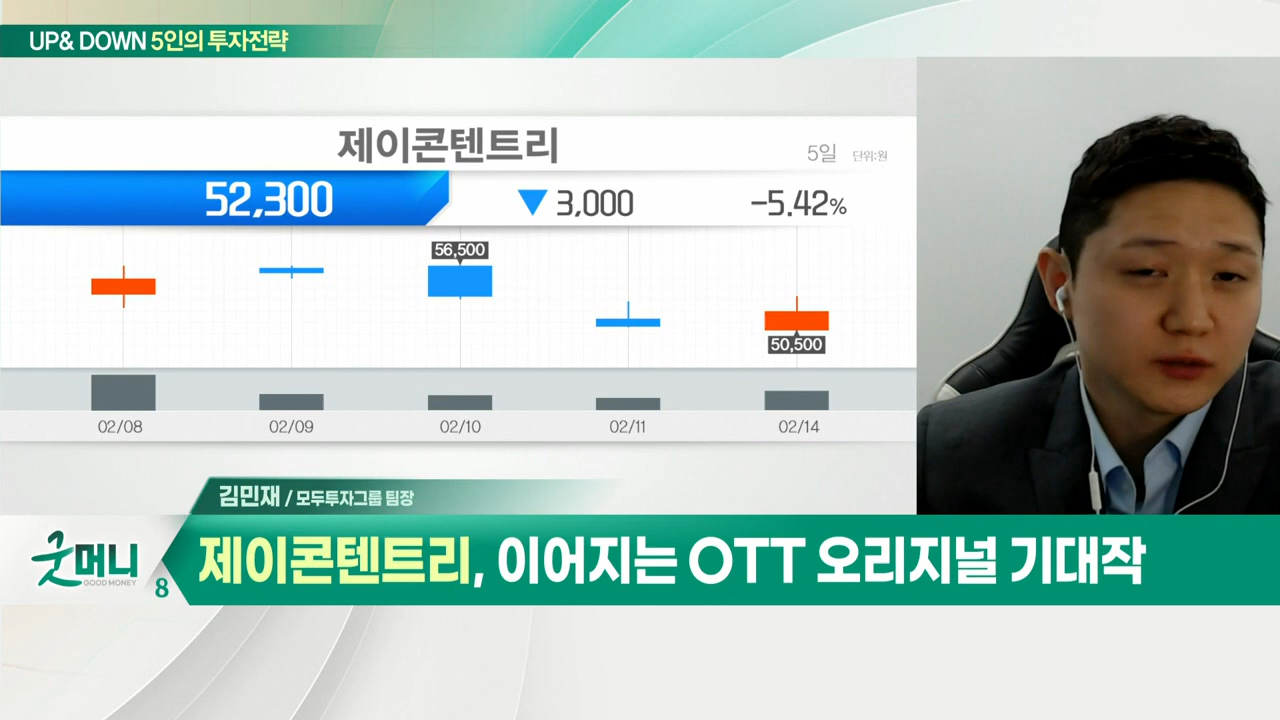 UP& DOWN 5인의 투자전략
제이콘텐트리
5일 단위:원
52,300 ▼ 3,000 -5.42%
56,500
50,500
02/08 02/09 02/10 02/11 02/14
김민재 / 모두투자그룹 팀장
굿머니
GOOD MONEY
8
제이콘텐트리, 이어지는 OTT 오리지널 기대작